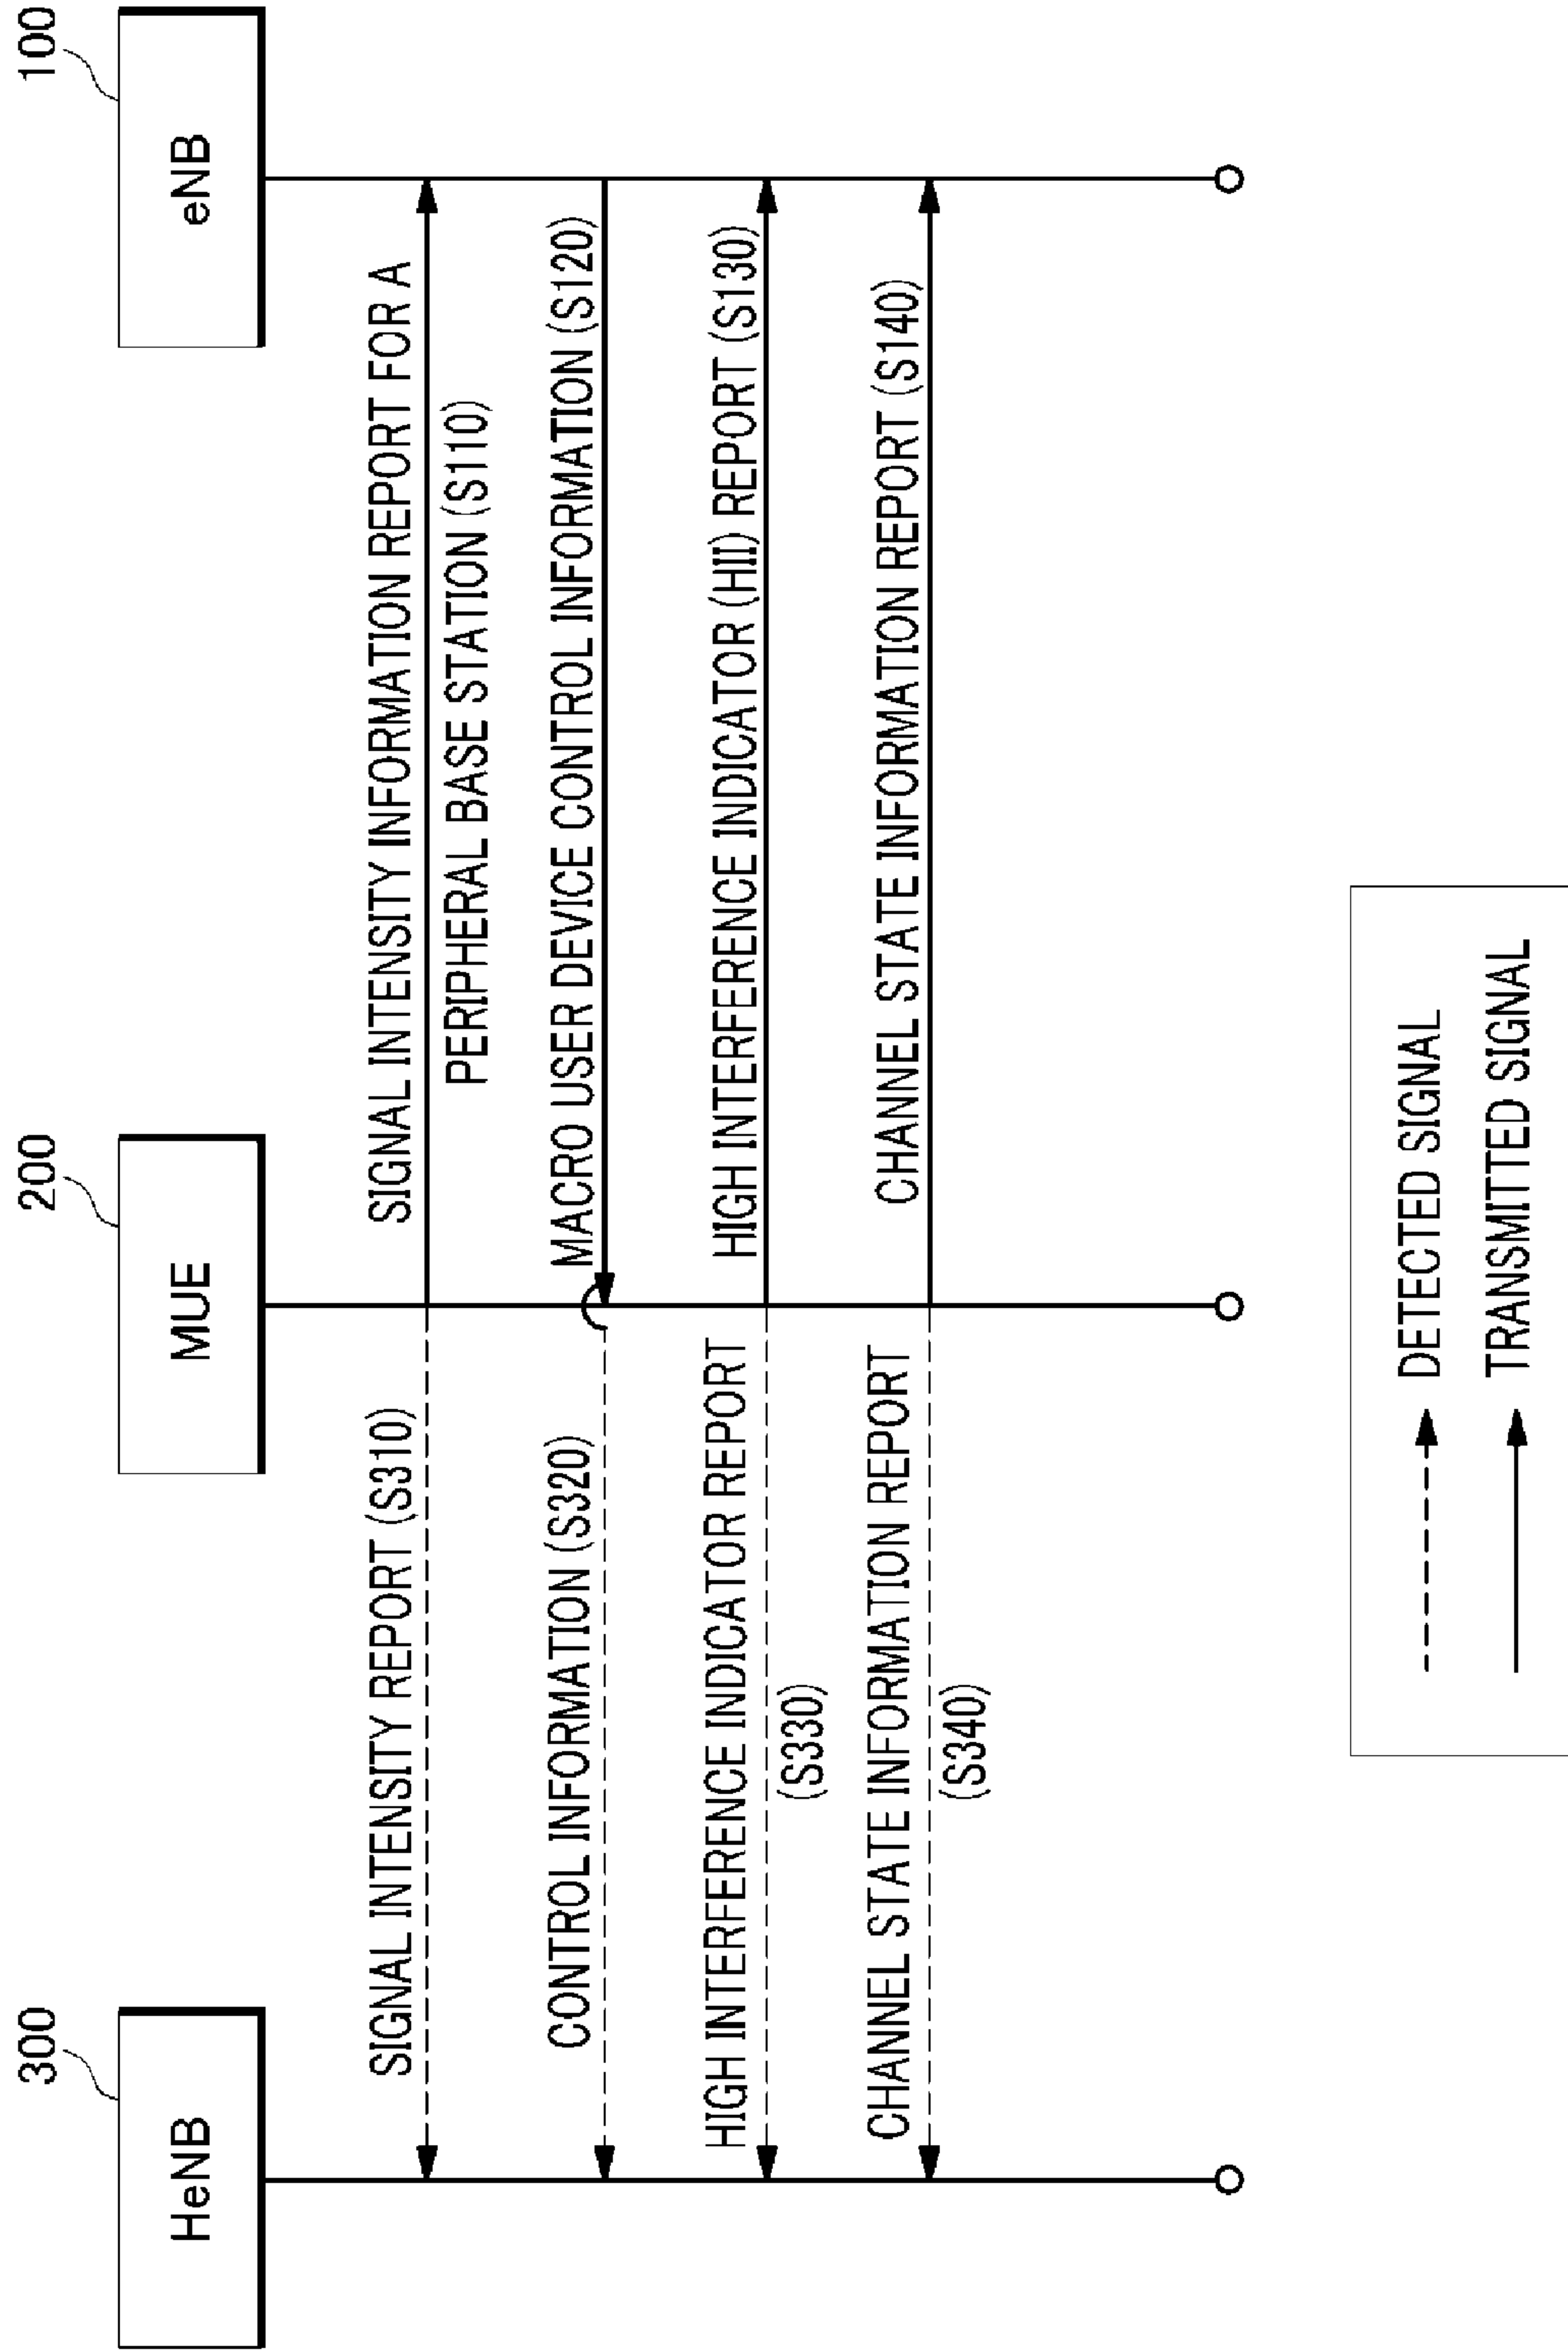 300
200
100
HeNB
MUE
eNB
SIGNAL INTENSITY REPORT (S310)
SIGNAL INTENSITY INFORMATION REPORT FOR A
PERIPHERAL BASE STATION (S110)
CONTROL INFORMATION (S320)
MACRO USER DEVICE CONTROL INFORMATION (S120)
HIGH INTERFERENCE INDICATOR REPORT
(S330)
HIGH INTERFERENCE INDICATOR (HII) REPORT (S130)
CHANNEL STATE INFORMATION REPORT
(S340)
CHANNEL STATE INFORMATION REPORT (S140)
DETECTED SIGNAL
TRANSMITTED SIGNAL